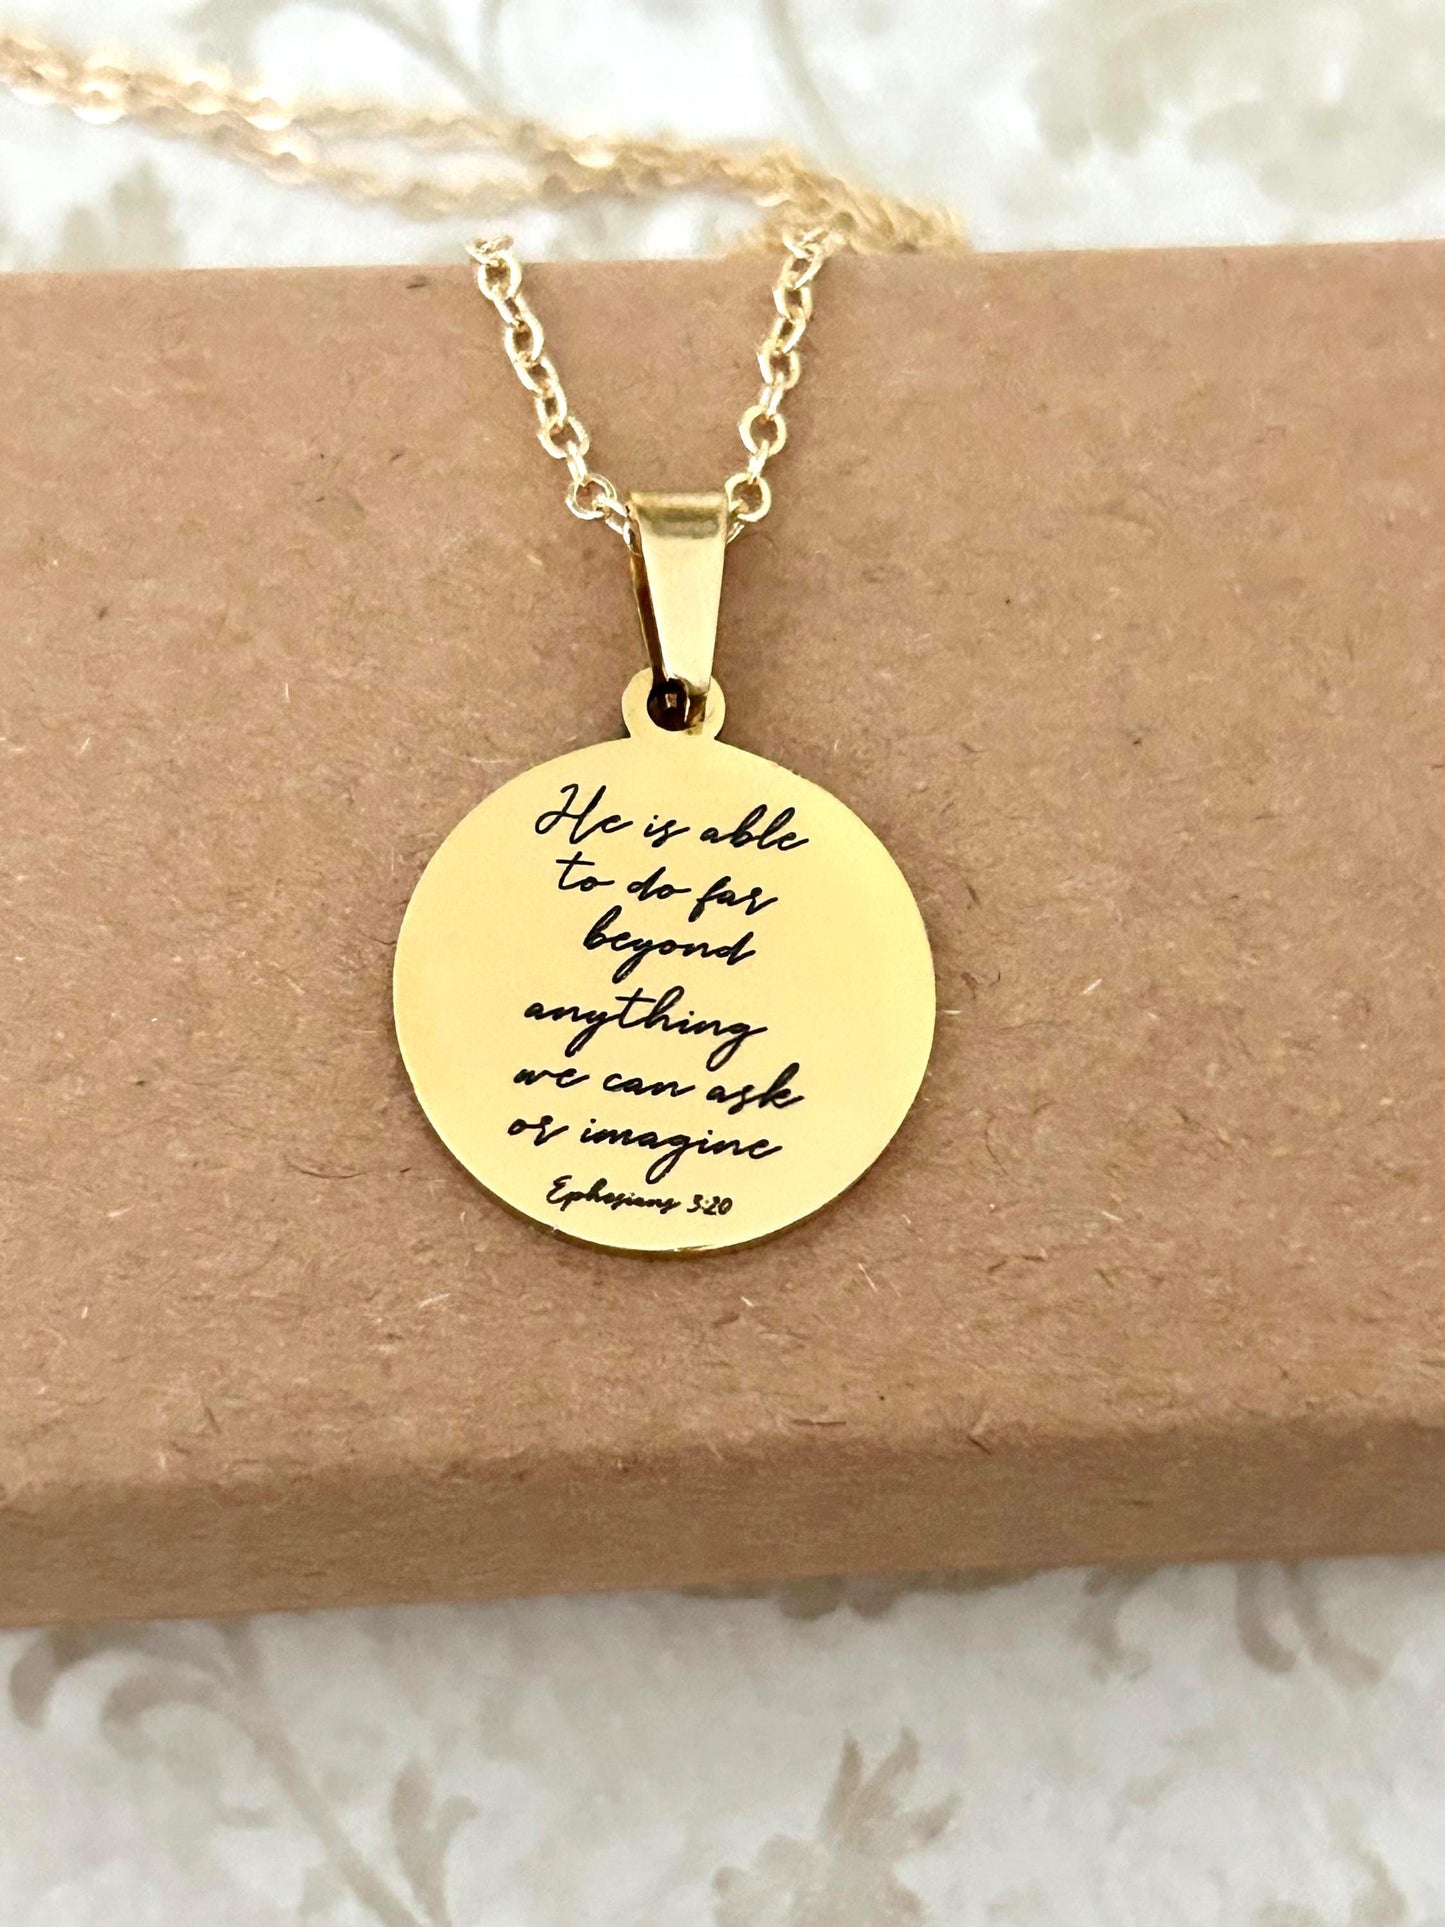 He is able
to do far
beyond
anything
we can ask
or imagine
Ephesians 3:20